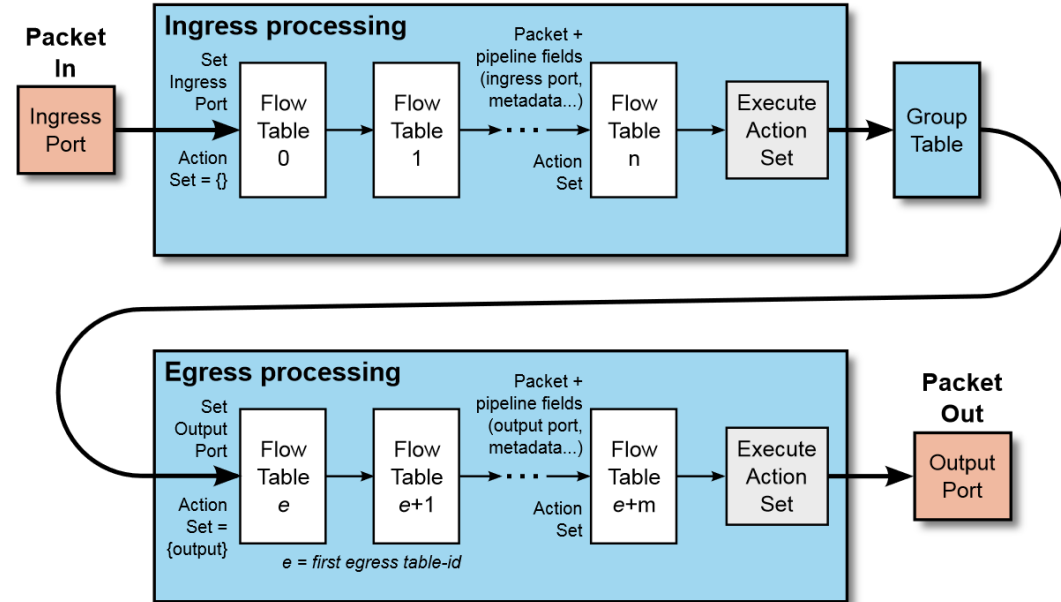 Ingress processing
Packet
In
Ingress
Port
Set
Ingress
Port
Action
Set = {}
Flow
Table
0
Flow
Table
1
Packet +
pipeline fields
(ingress port,
metadata...)
Action
Set
Flow
Table
n
Execute
Action
Set
Group
Table
Egress processing
Set
Output
Port
Action
Set =
{output}
Flow
Table
e
Flow
Table
e+1
e = first egress table-id
Packet +
pipeline fields
(output port,
metadata...)
Action
Set
Flow
Table
e+m
Execute
Action
Set
Packet
Out
Output
Port